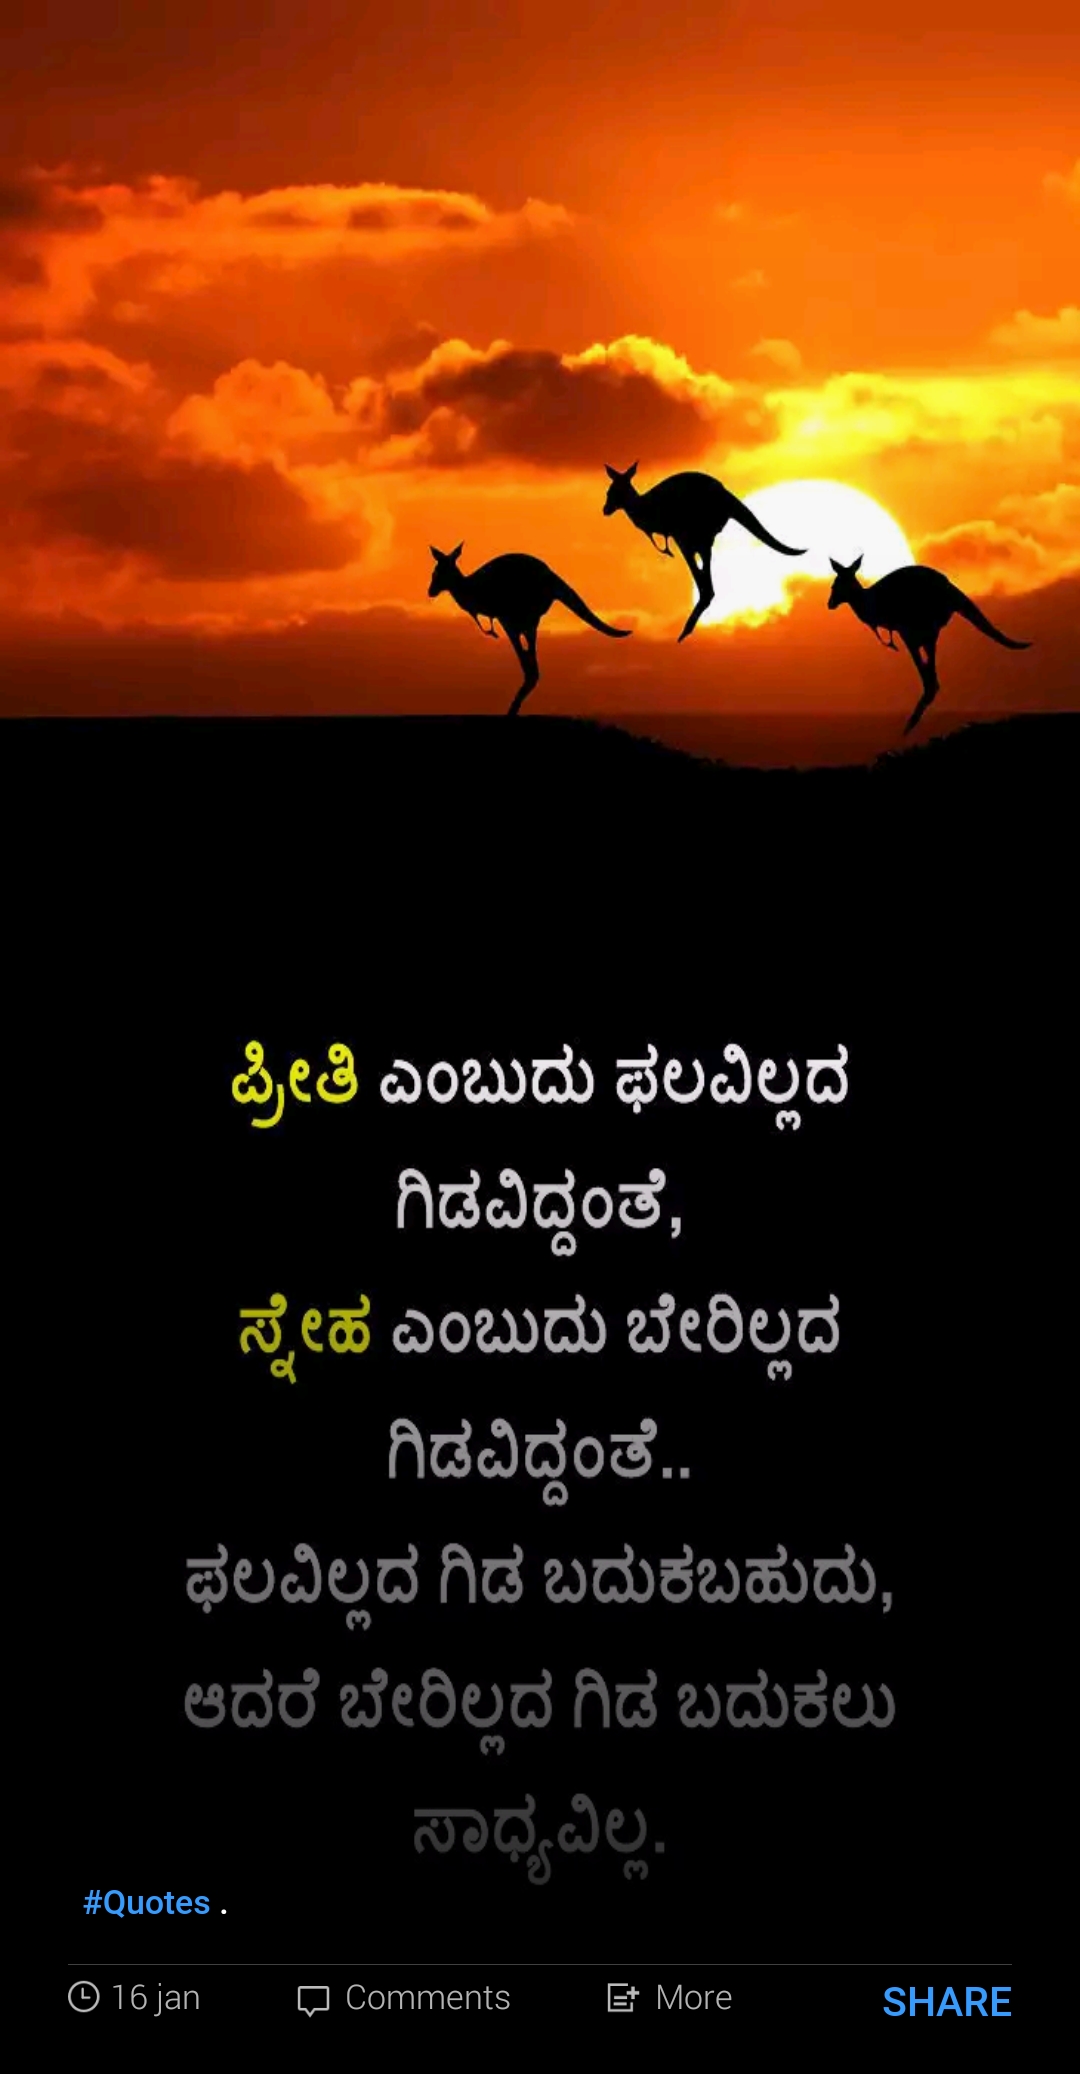 ಪ್ರೀತಿ ಎಂಬುದು ಫಲವಿಲ್ಲದ
ಗಿಡವಿದ್ದಂತೆ,
ಸ್ನೇಹ ಎಂಬುದು ಬೇರಿಲ್ಲದ
ಗಿಡವಿದ್ದಂತೆ..
ಫಲವಿಲ್ಲದ ಗಿಡ ಬದುಕಬಹುದು,
ಆದರೆ ಬೇರಿಲ್ಲದ ಗಿಡ ಬದುಕಲು
ಸಾಧ್ಯವಿಲ್ಲ.
#Quotes .
16 jan Comments More SHARE